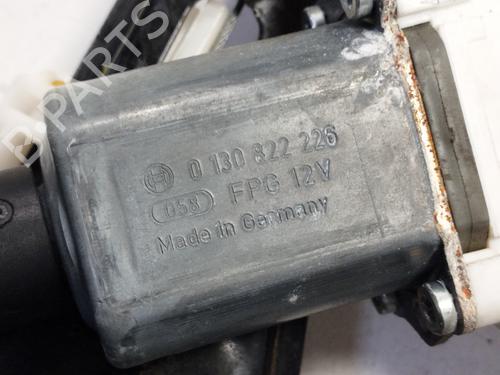 0 130 822 226
058 FPG 12V
Made in Germany
B-PARTS